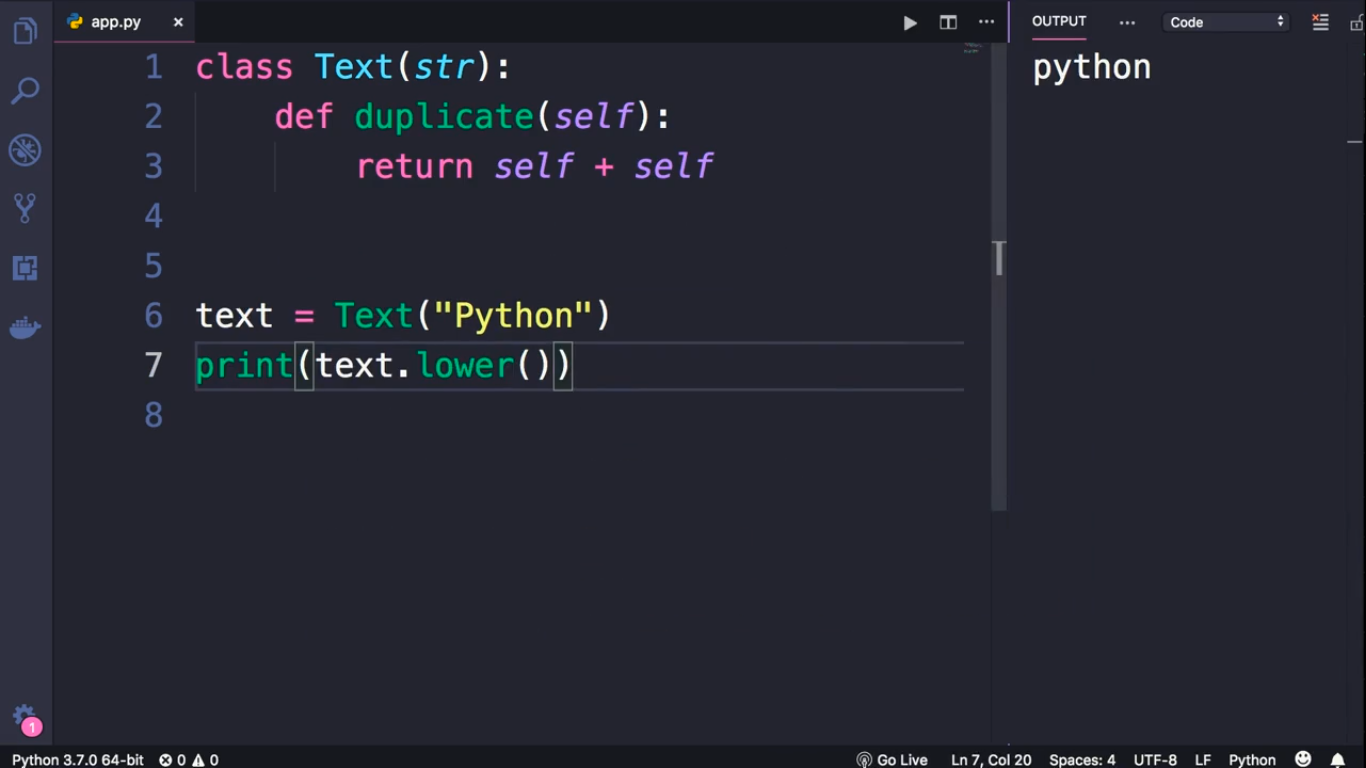 app.py
OUTPUT
Code
1 class Text(str):
2     def duplicate(self):
3         return self + self
4
5
6 text = Text("Python")
7 print(text.lower())
8
python
1
Python 3.7.0 64-bit 0 0 Go Live Ln 7, Col 20 Spaces: 4 UTF-8 LF Python